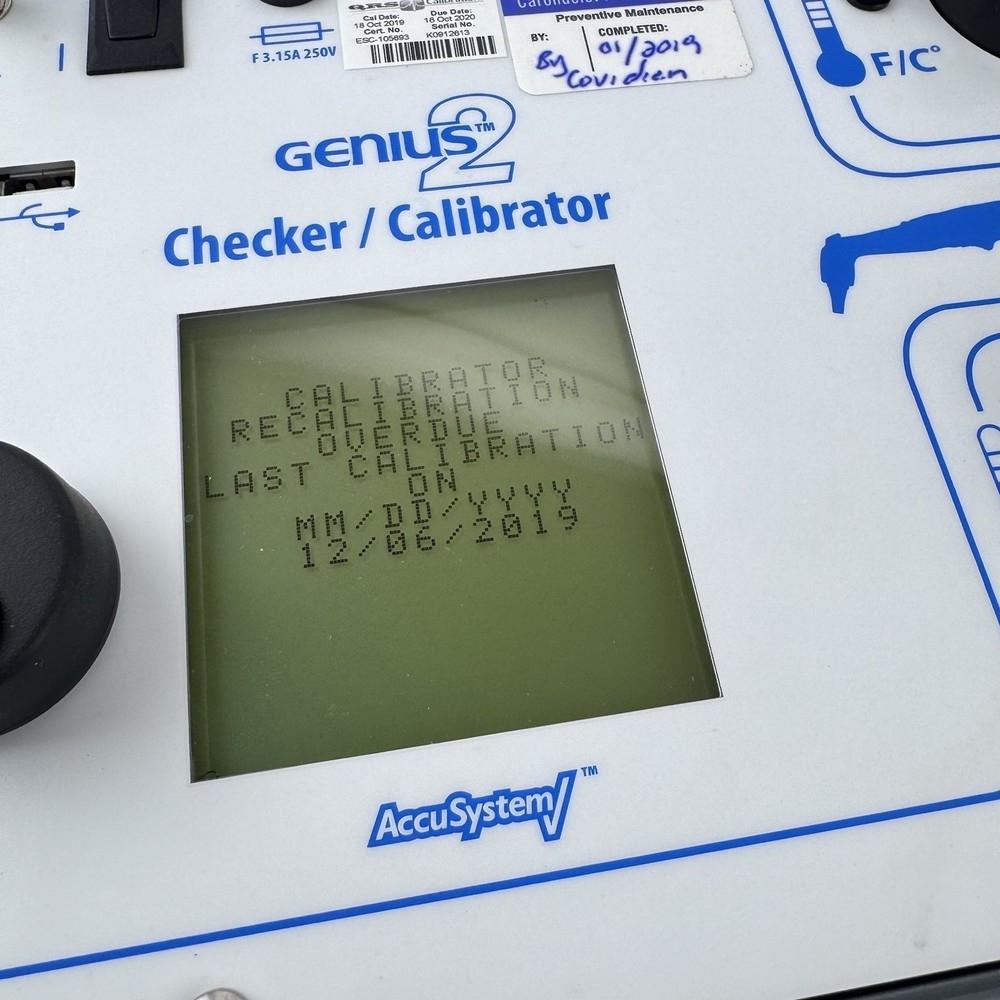 Cal Date:
18 Oct 2019
Cert. No.
ESC-105693
Due Date:
18 Oct 2020
Serial No.
K0912613
F 3.15A 250V
Preventive Maintenance
BY:
COMPLETED:
01/2019
By
Covidien
F/C°
GENIUS™ 2
Checker / Calibrator
CALIBRATOR
RECALIBRATION
OVERDUE
LAST CALIBRATION
ON
MM/DD/YYYY
12/06/2019
AccuSystem™